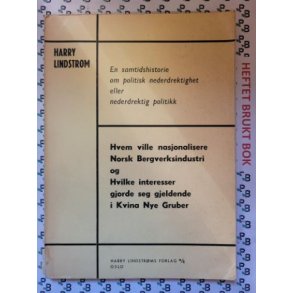 HARRY
LINDSTRØM
En samtidshistorie
om politisk nederdrektighet
eller
nederdrektig politikk
Hvem ville nasjonalisere
Norsk Bergverksindustri
og
Hvilke interesser
gjorde seg gjeldende
i Kvina Nye Gruber
HARRY LINDSTRØMS FORLAG A/S
OSLO
HEFTET BRUKT BOK